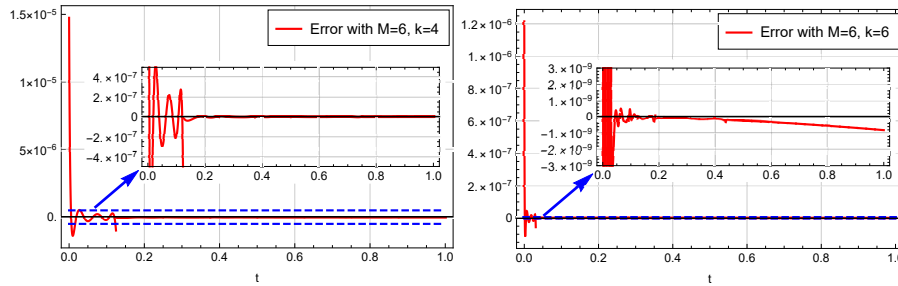 1.5×10⁻⁵
1.×10⁻⁵
5.×10⁻⁶
0.
Error with M=6, k=4
4.×10⁻⁷
2.×10⁻⁷
0.
-2.×10⁻⁷
-4.×10⁻⁷
0.0 0.2 0.4 0.6 0.8 1.0
0.0 0.2 0.4 0.6 0.8 1.0
t
1.2×10⁻⁶
1.×10⁻⁶
8.×10⁻⁷
6.×10⁻⁷
4.×10⁻⁷
2.×10⁻⁷
0
Error with M=6, k=6
3.×10⁻⁹
2.×10⁻⁹
1.×10⁻⁹
0
-1.×10⁻⁹
-2.×10⁻⁹
-3.×10⁻⁹
0.0 0.2 0.4 0.6 0.8 1.0
0.0 0.2 0.4 0.6 0.8 1.0
t